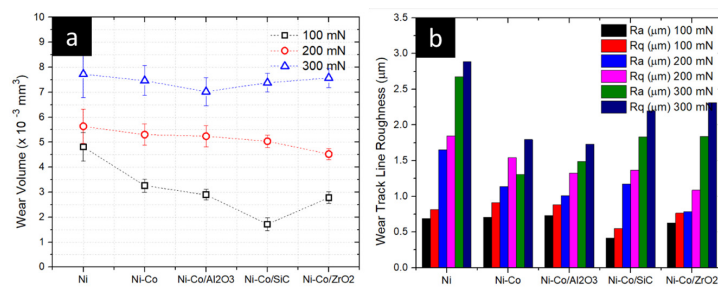 a
100 mN
200 mN
300 mN
Wear Volume (x 10 -3 mm3)
10
9
8
7
6
5
4
3
2
1
0
Ni
Ni-Co
Ni-Co/Al2O3
Ni-Co/SiC
Ni-Co/ZrO2
b
Ra (μm) 100 mN
Rq (μm) 100 mN
Ra (μm) 200 mN
Rq (μm) 200 mN
Ra (μm) 300 mN
Rq (μm) 300 mN
Wear Track Line Roughness (μm)
3.5
3.0
2.5
2.0
1.5
1.0
0.5
0.0
Ni
Ni-Co
Ni-Co/Al2O3
Ni-Co/SiC
Ni-Co/ZrO2